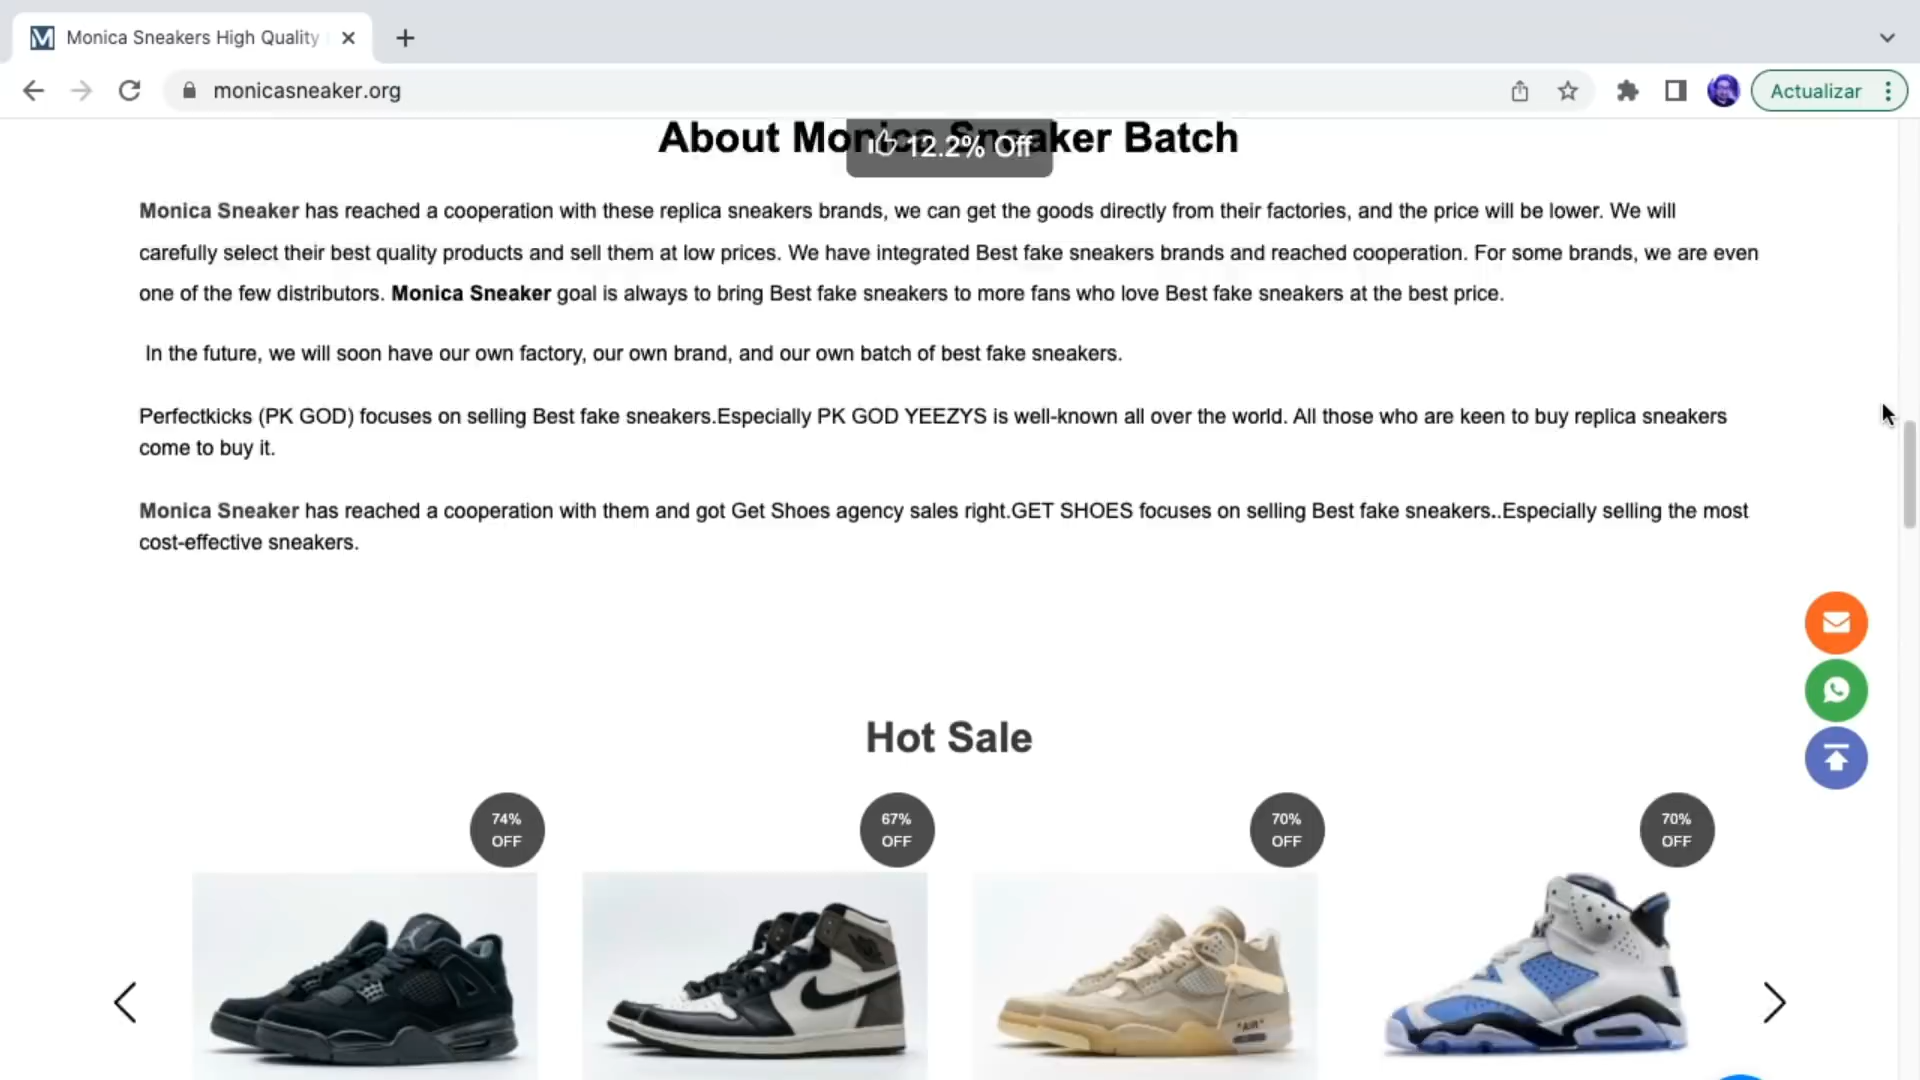 Monica Sneakers High Quality
monicasneaker.org
Actualizar
About Monica Sneaker Batch
12.2% Off
Monica Sneaker has reached a cooperation with these replica sneakers brands, we can get the goods directly from their factories, and the price will be lower. We will
carefully select their best quality products and sell them at low prices. We have integrated Best fake sneakers brands and reached cooperation. For some brands, we are even
one of the few distributors. Monica Sneaker goal is always to bring Best fake sneakers to more fans who love Best fake sneakers at the best price.
In the future, we will soon have our own factory, our own brand, and our own batch of best fake sneakers.
Perfectkicks (PK GOD) focuses on selling Best fake sneakers.Especially PK GOD YEEZYS is well-known all over the world. All those who are keen to buy replica sneakers
come to buy it.
Monica Sneaker has reached a cooperation with them and got Get Shoes agency sales right.GET SHOES focuses on selling Best fake sneakers..Especially selling the most
cost-effective sneakers.
Hot Sale
74%
OFF
67%
OFF
70%
OFF
70%
OFF
"AIR"